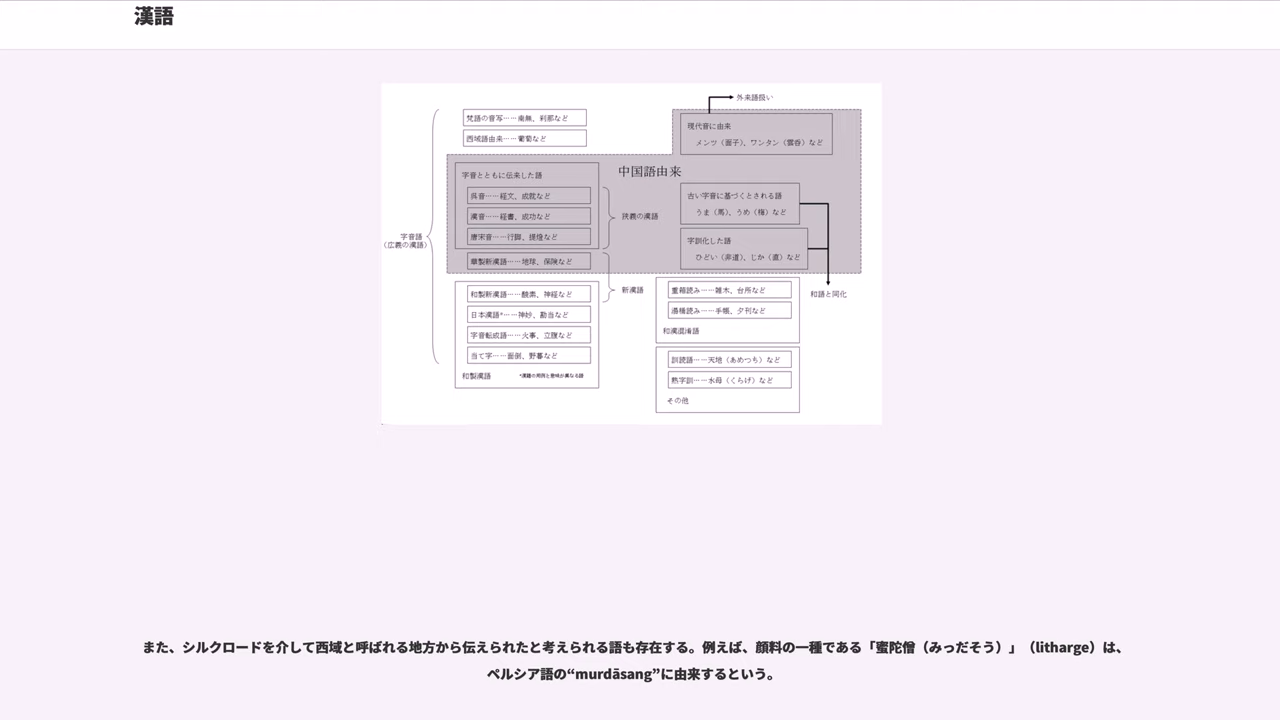 漢語
外来語扱い
梵語の音写……南無、刹那など
西域語由来……葡萄など
現代音に由来
メンツ（面子）、ワンタン（雲呑）など
中国語由来
字音とともに伝来した語
呉音……経文、成就など
漢音……経書、成功など
唐宋音……行脚、提燈など
狭義の漢語
古い字音に基づくとされる語
うま（馬）、うめ（梅）など
字訓化した語
ひどい（非道）、じか（直）など
字音語
（広義の漢語）
華製新漢語……地球、保険など
新漢語
和語と同化
和製新漢語……酸素、神経など
日本漢語*……神妙、勘当など
字音転成語……火事、立腹など
当て字……面倒、野暮など
和製漢語
*漢語の原義と意味が異なる語
重箱読み……雑木、台所など
湯桶読み……手帳、夕刊など
和漢混淆語
訓読語……天地（あめつち）など
熟字訓……水母（くらげ）など
その他
また、シルクロードを介して西域と呼ばれる地方から伝えられたと考えられる語も存在する。例えば、顔料の一種である「蜜陀僧（みっだそう）」（litharge）は、
ペルシア語の“murdāsang”に由来するという。